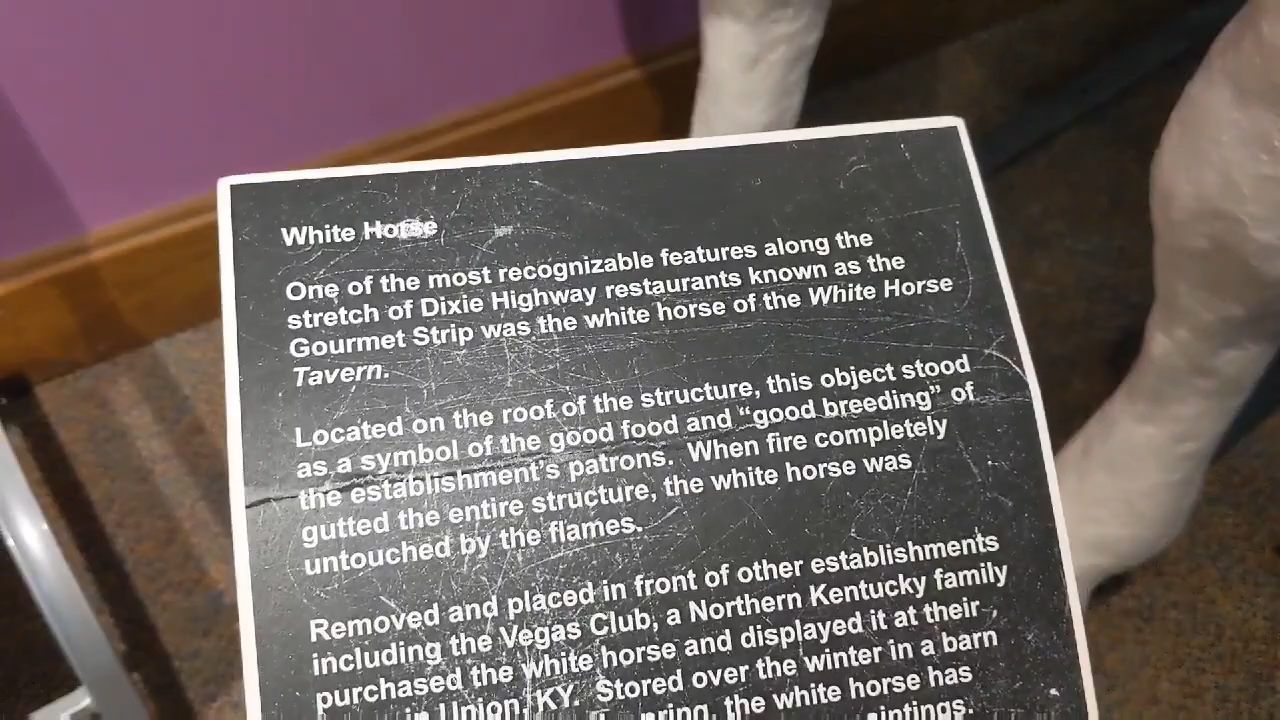 White Horse
One of the most recognizable features along the
stretch of Dixie Highway restaurants known as the
Gourmet Strip was the white horse of the White Horse
Tavern.
Located on the roof of the structure, this object stood
as a symbol of the good food and “good breeding” of
the establishment's patrons. When fire completely
gutted the entire structure, the white horse was
untouched by the flames.
Removed and placed in front of other establishments
including the Vegas Club, a Northern Kentucky family
purchased the white horse and displayed it at their
in Union, KY. Stored over the winter in a barn
the white horse has